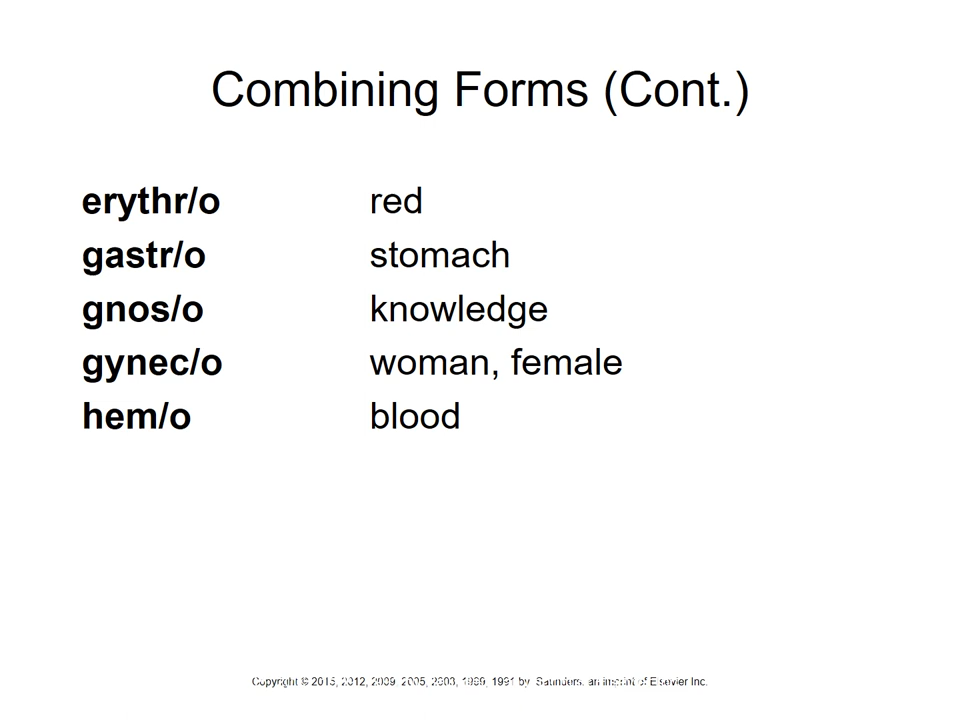 Combining Forms (Cont.)
erythr/o red
gastr/o stomach
gnos/o knowledge
gynec/o woman, female
hem/o blood
Copyright © 2015, 2012, 2009, 2005, 2003, 1999, 1991 by Saunders, an imprint of Elsevier Inc.